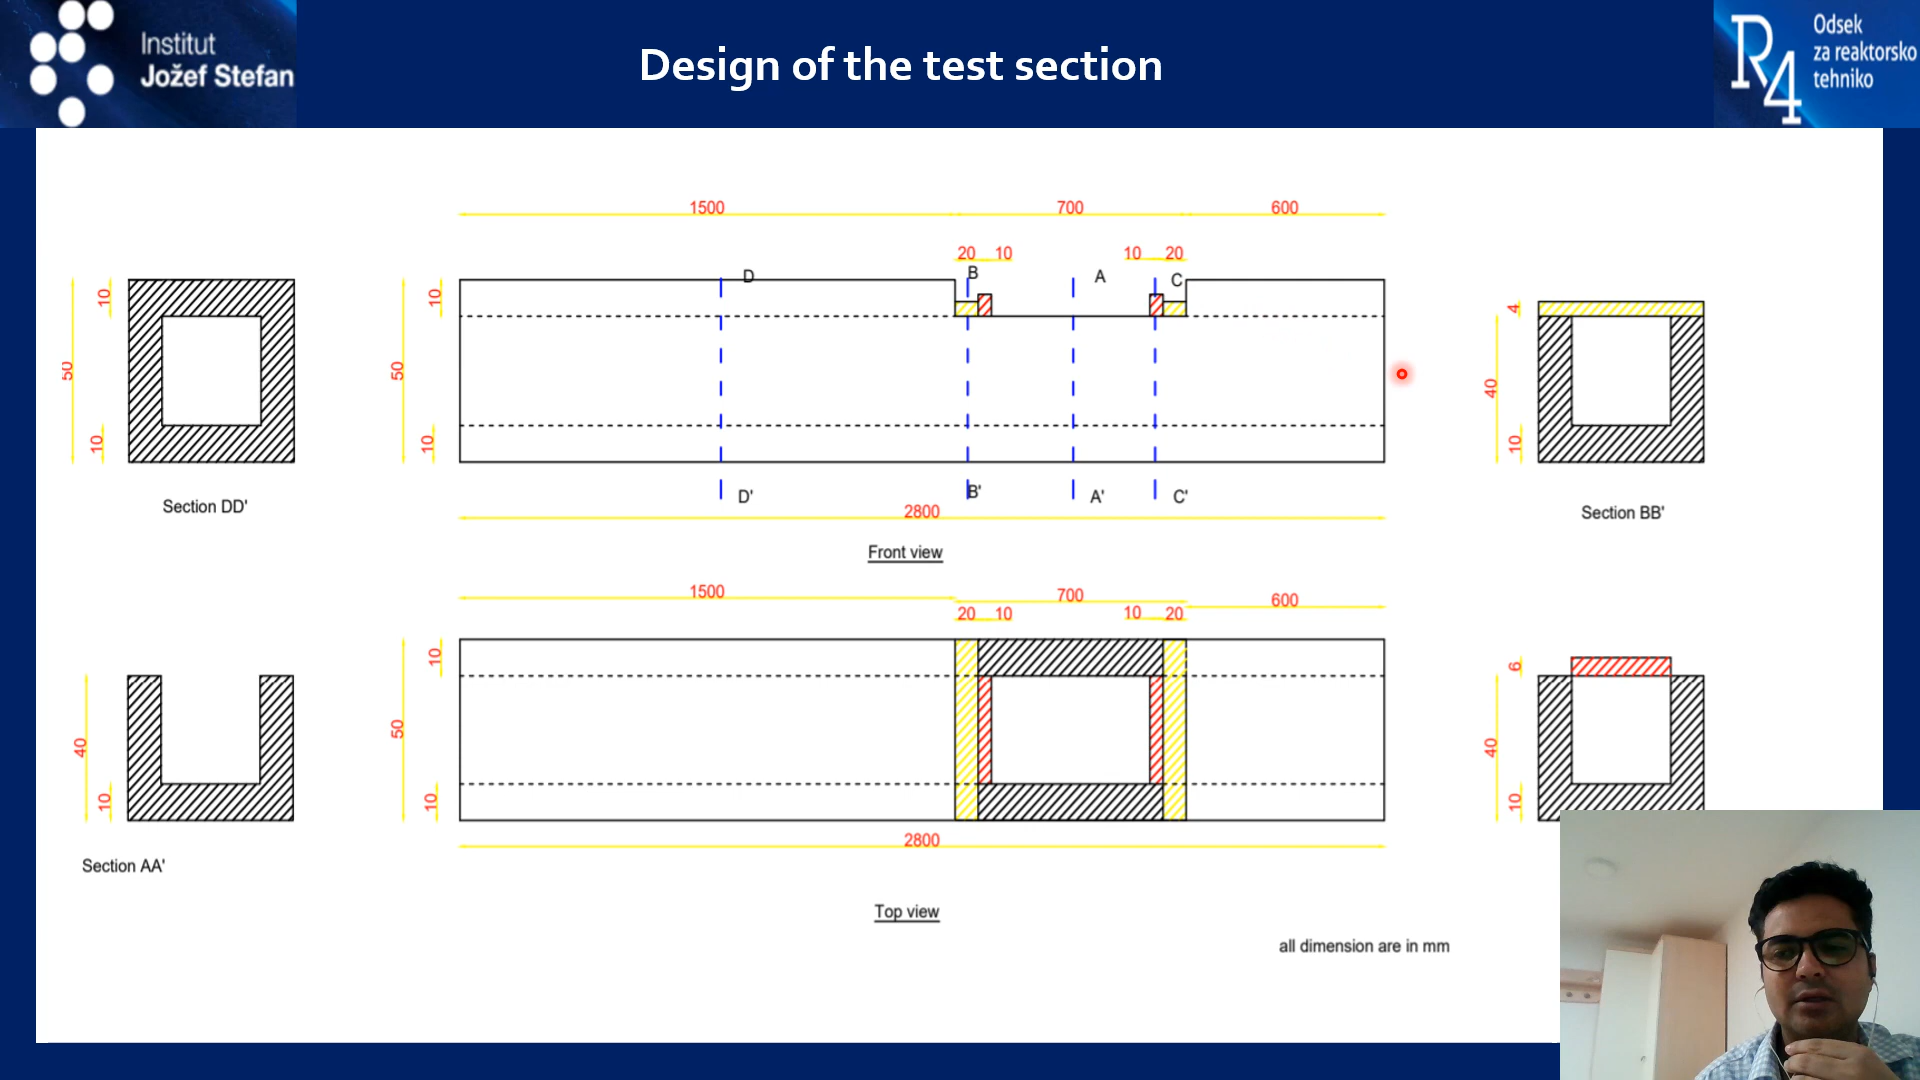 Institut
Jožef Stefan
Design of the test section
R4
Odsek
za reaktorsko
tehniko
1500
700
600
20 10
10 20
D
B
A
C
10
50
10
10
50
10
4
40
10
D'
B'
A'
C'
2800
Section DD'
Front view
Section BB'
1500
700
600
20 10
10 20
40
10
10
50
10
6
40
10
2800
Section AA'
Top view
all dimension are in mm